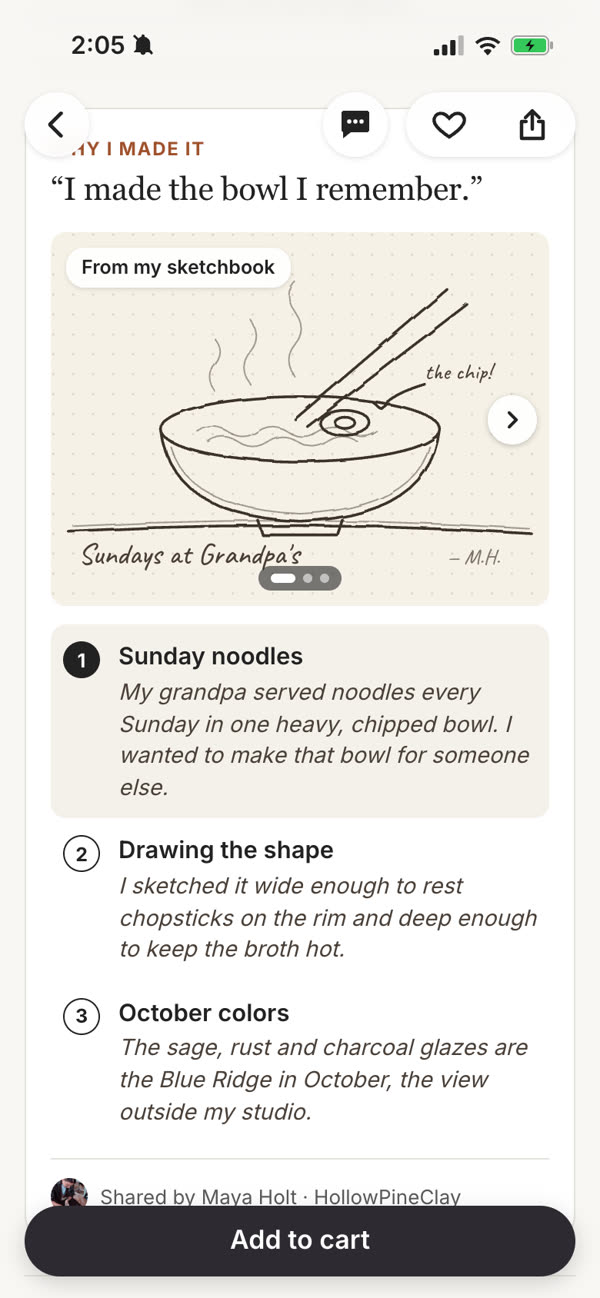 2:05
WHY I MADE IT
“I made the bowl I remember.”
From my sketchbook
the chip!
Sundays at Grandpa's
– M.H.
1 Sunday noodles
My grandpa served noodles every
Sunday in one heavy, chipped bowl. I
wanted to make that bowl for someone
else.
2 Drawing the shape
I sketched it wide enough to rest
chopsticks on the rim and deep enough
to keep the broth hot.
3 October colors
The sage, rust and charcoal glazes are
the Blue Ridge in October, the view
outside my studio.
Shared by Maya Holt · HollowPineClay
Add to cart